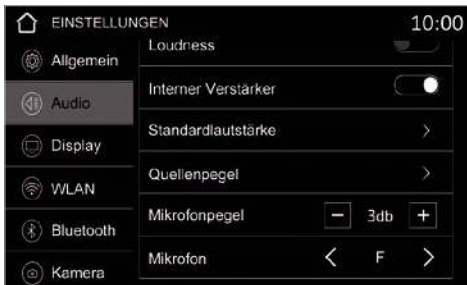 EINSTELLUNGEN 10:00
Allgemein
Audio
Display
WLAN
Bluetooth
Kamera
Loudness
Interner Verstärker
Standardlautstärke >
Quellenpegel >
Mikrofonpegel − 3db +
Mikrofon < F >